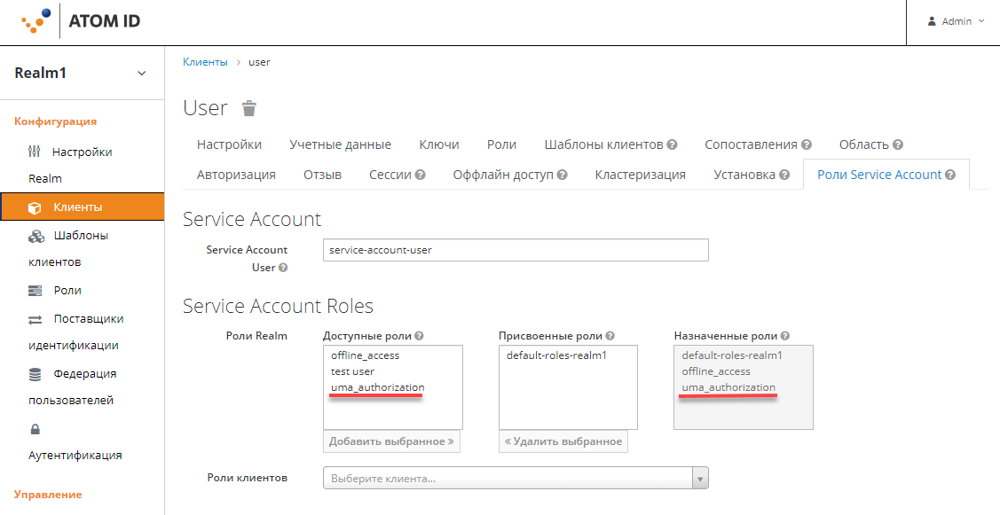 ATOM ID
Admin
Realm1
Конфигурация
Настройки
Realm
Клиенты
Шаблоны
клиентов
Роли
Поставщики
идентификации
Федерация
пользователей
Аутентификация
Управление
Клиенты > user
User
Настройки Учетные данные Ключи Роли Шаблоны клиентов Сопоставления Область
Авторизация Отзыв Сессии Оффлайн доступ Кластеризация Установка Роли Service Account
Service Account
Service Account
User
service-account-user
Service Account Roles
Роли Realm
Доступные роли
offline_access
test user
uma_authorization
Добавить выбранное »
Присвоенные роли
default-roles-realm1
« Удалить выбранное
Назначенные роли
default-roles-realm1
offline_access
uma_authorization
Роли клиентов
Выберите клиента...